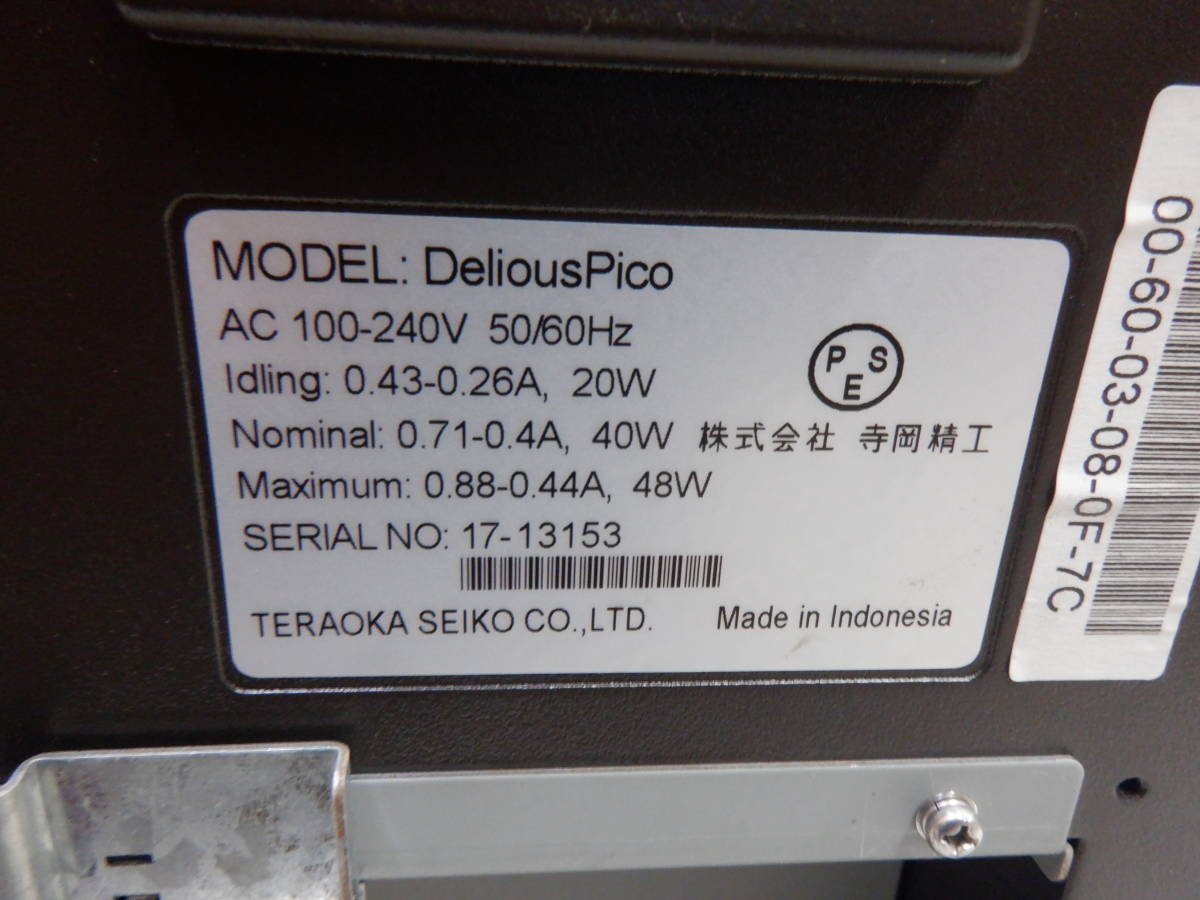 MODEL: DeliousPico
AC 100-240V 50/60Hz
Idling: 0.43-0.26A, 20W
Nominal: 0.71-0.4A, 40W
Maximum: 0.88-0.44A, 48W
SERIAL NO: 17-13153
P S E
株式会社 寺岡精工
TERAOKA SEIKO CO.,LTD. Made in Indonesia
00-60-03-08-0F-7C